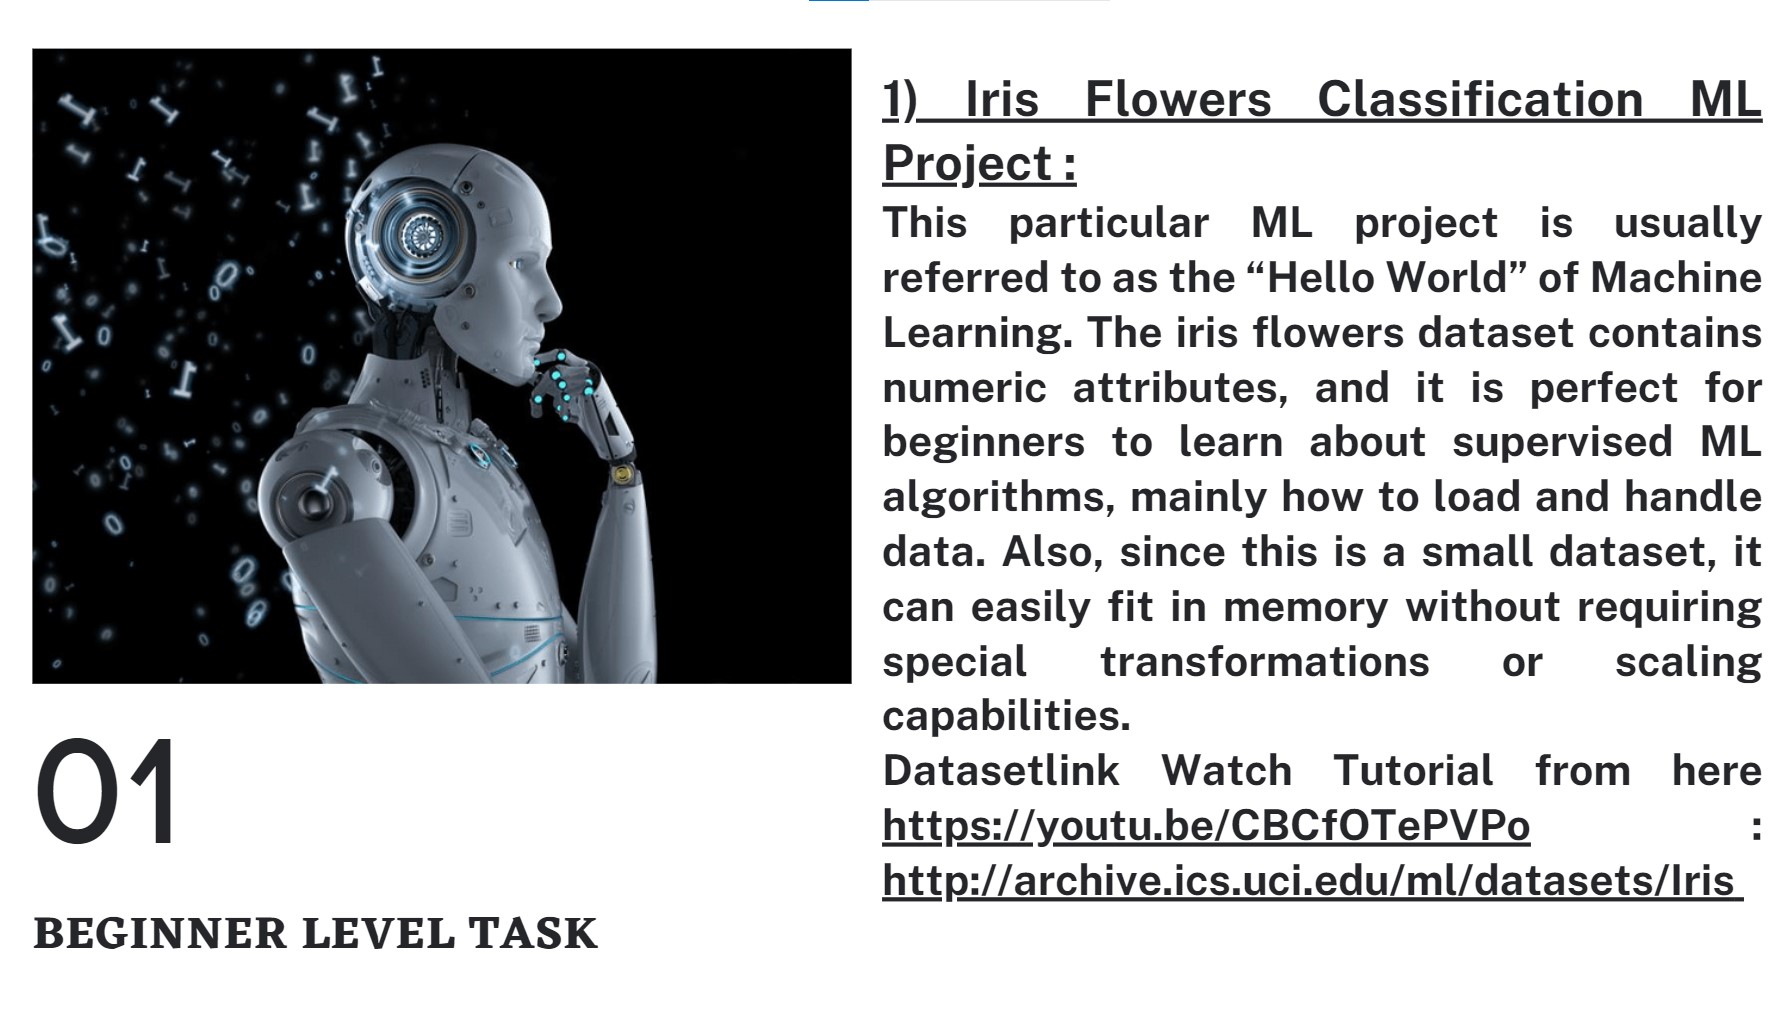 1) Iris Flowers Classification ML
Project :
This particular ML project is usually
referred to as the “Hello World” of Machine
Learning. The iris flowers dataset contains
numeric attributes, and it is perfect for
beginners to learn about supervised ML
algorithms, mainly how to load and handle
data. Also, since this is a small dataset, it
can easily fit in memory without requiring
special transformations or scaling
capabilities.
Datasetlink Watch Tutorial from here
https://youtu.be/CBCfOTePVPo :
http://archive.ics.uci.edu/ml/datasets/Iris
01
BEGINNER LEVEL TASK